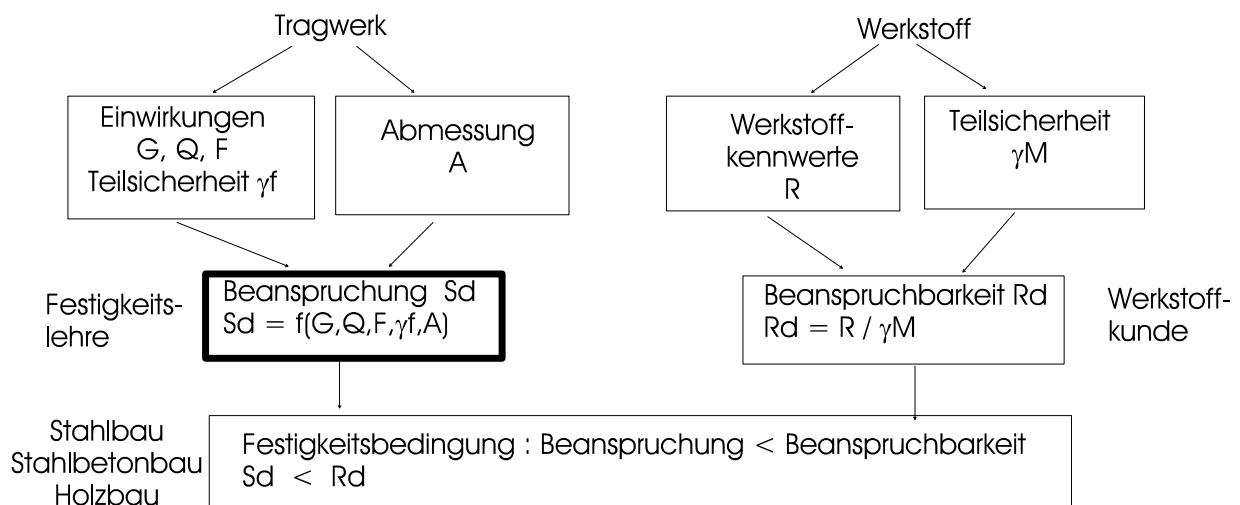 Tragwerk
Werkstoff
Einwirkungen
G, Q, F
Teilsicherheit γf
Abmessung
A
Werkstoff-
kennwerte
R
Teilsicherheit
γM
Festigkeits-
lehre
Beanspruchung Sd
Sd = f(G,Q,F,γf,A)
Beanspruchbarkeit Rd
Rd = R / γM
Werkstoff-
kunde
Stahlbau
Stahlbetonbau
Holzbau
Festigkeitsbedingung : Beanspruchung < Beanspruchbarkeit
Sd < Rd